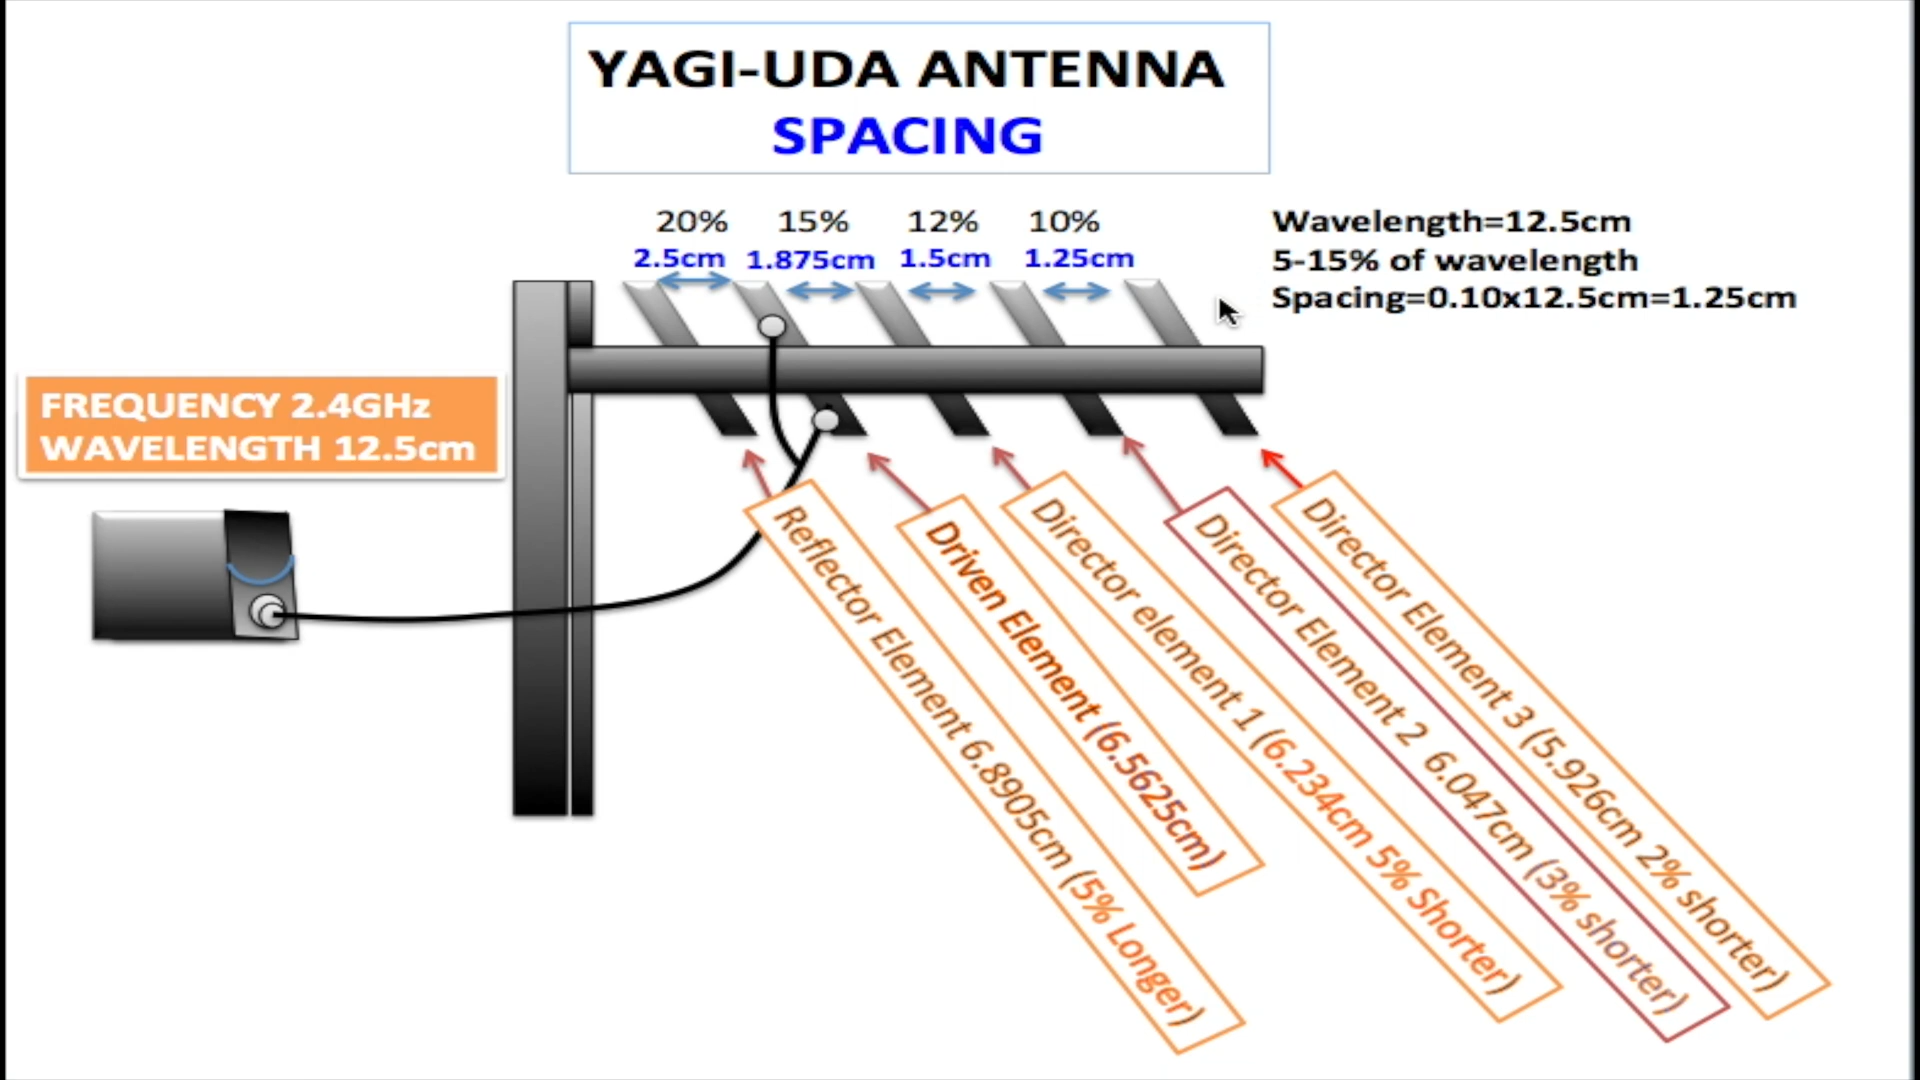 YAGI-UDA ANTENNA
SPACING
20% 15% 12% 10%
2.5cm 1.875cm 1.5cm 1.25cm
Wavelength=12.5cm
5-15% of wavelength
Spacing=0.10x12.5cm=1.25cm
FREQUENCY 2.4GHz
WAVELENGTH 12.5cm
Reflector Element 6.8905cm (5% Longer)
Driven Element (6.5625cm)
Director element 1 (6.234cm 5% Shorter)
Director Element 2 6.047cm (3% shorter)
Director Element 3 (5.926cm 2% shorter)